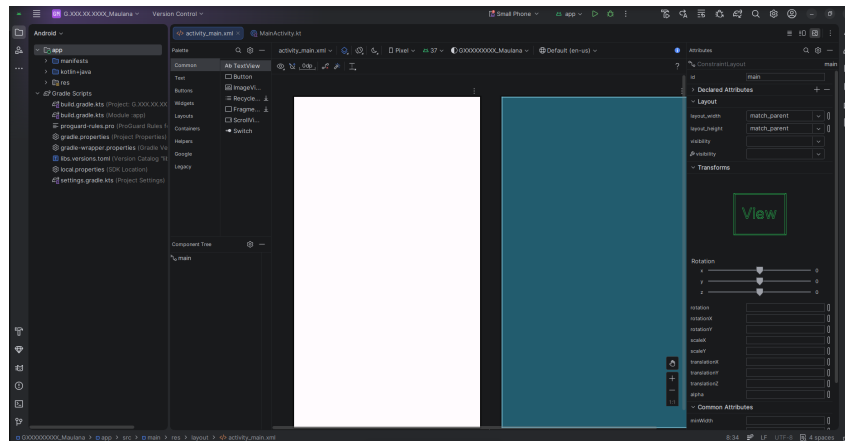 GR G.XXX.XX.XXXX_Maulana Version Control Small Phone app
Android
app
manifests
kotlin+java
res
Gradle Scripts
build.gradle.kts (Project: G.XXX.XX.XX
build.gradle.kts (Module :app)
proguard-rules.pro (ProGuard Rules f
gradle.properties (Project Properties)
gradle-wrapper.properties (Gradle Ve
libs.versions.toml (Version Catalog "lib
local.properties (SDK Location)
settings.gradle.kts (Project Settings)
activity_main.xml MainActivity.kt
Palette
Common
Text
Buttons
Widgets
Layouts
Containers
Helpers
Google
Legacy
Ab TextView
Button
ImageVi...
Recycle...
Fragme...
ScrollVi...
Switch
Component Tree
main
activity_main.xml Pixel 37 GXXXXXXXX_Maulana Default (en-us)
0dp
1:1
Attributes
ConstraintLayout main
id main
Declared Attributes
Layout
layout_width match_parent
layout_height match_parent
visibility
visibility
Transforms
View
Rotation
x 0
y 0
z 0
rotation
rotationX
rotationY
scaleX
scaleY
translationX
translationY
translationZ
alpha
Common Attributes
minWidth
GXXXXXXXXX_Maulana > app > src > main > res > layout > activity_main.xml
8:34 LF UTF-8 4 spaces